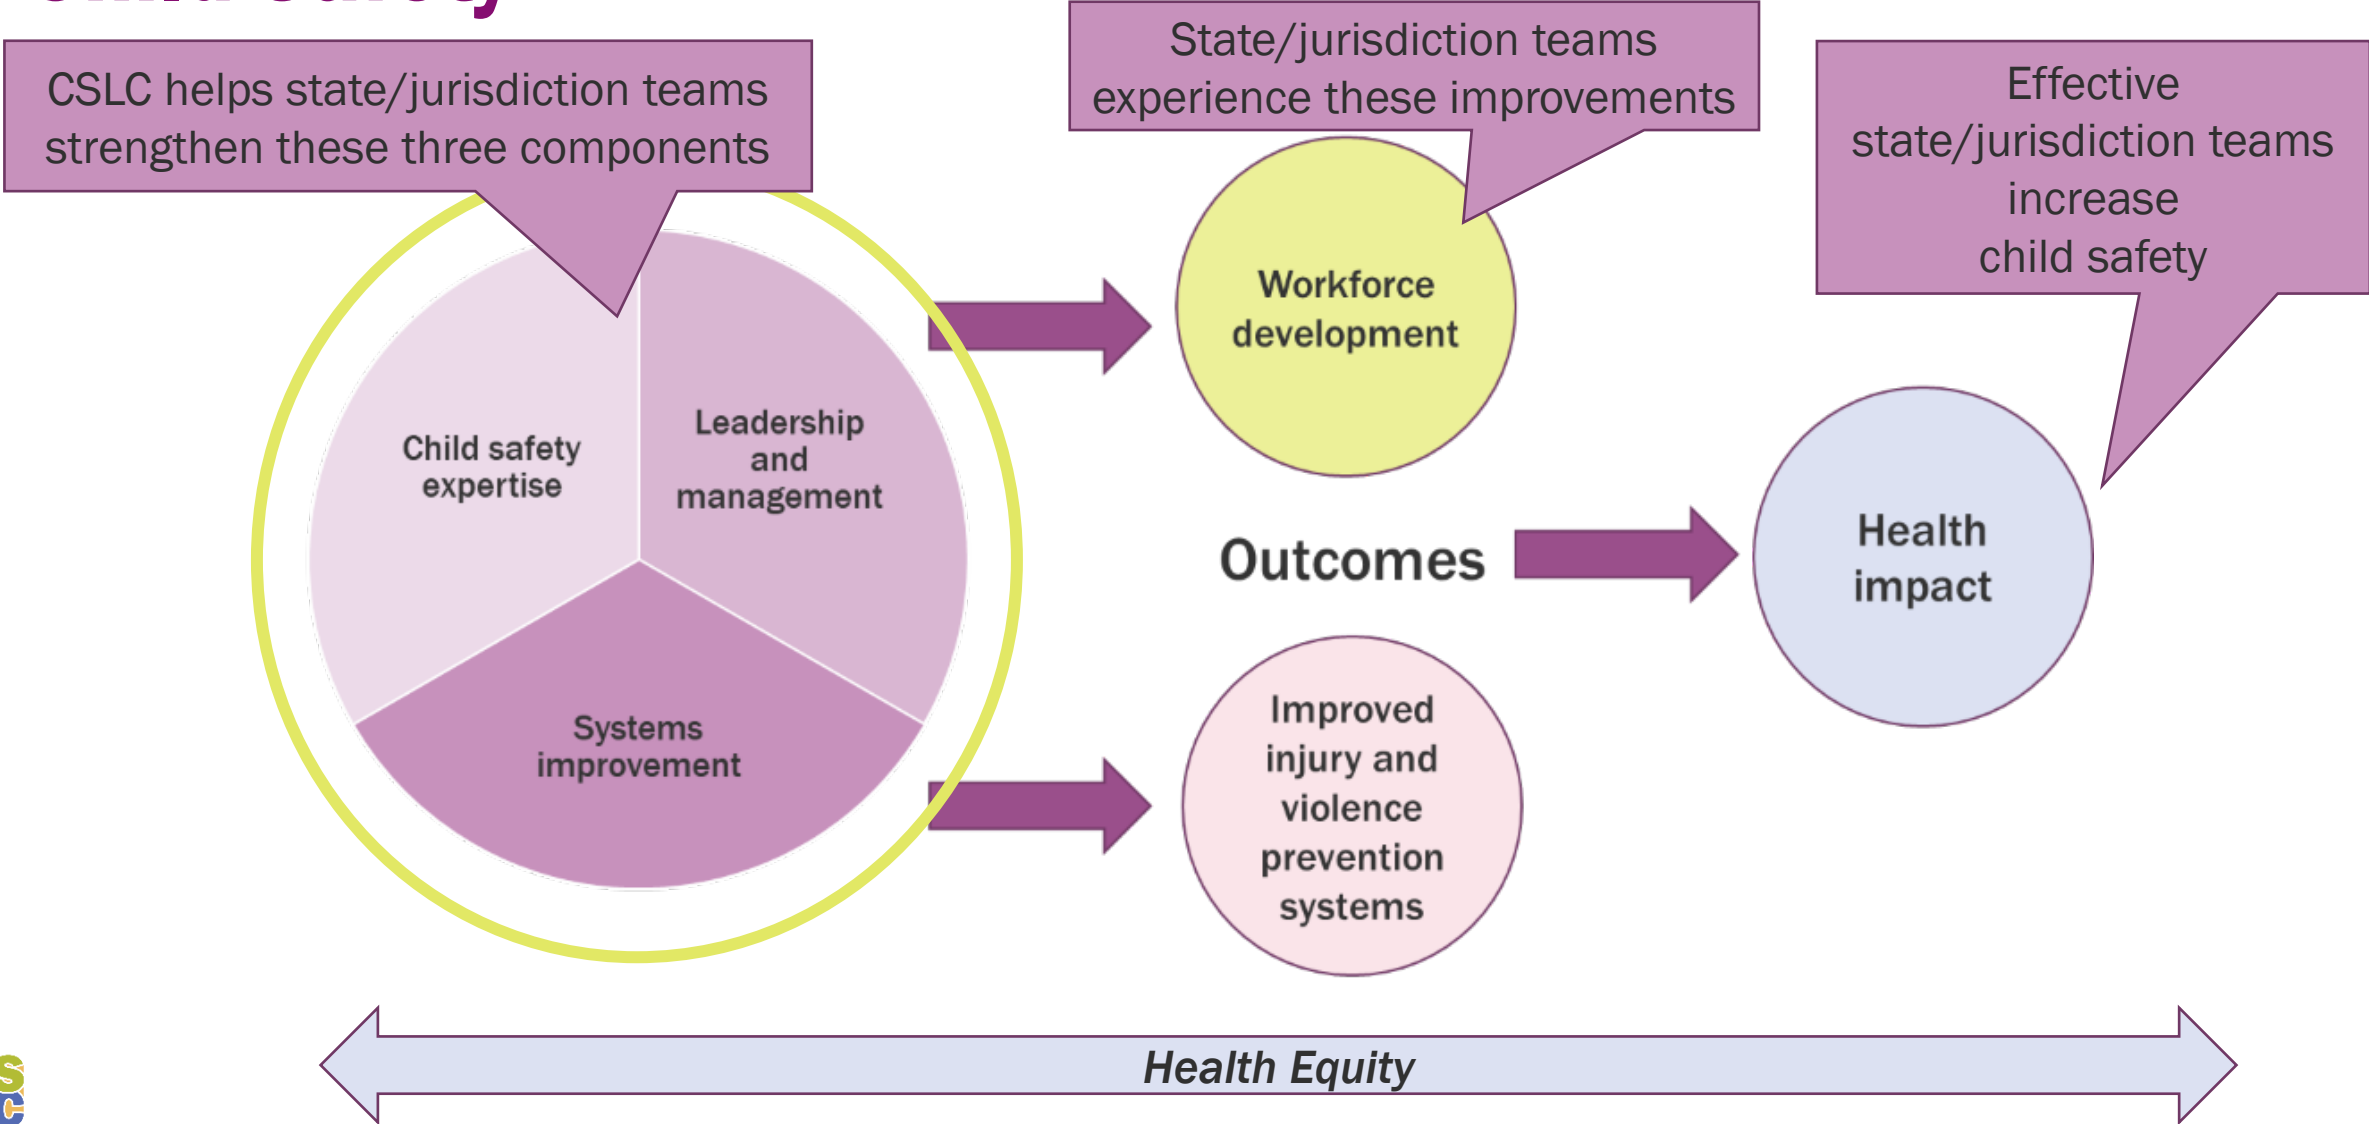 CSLC helps state/jurisdiction teams
strengthen these three components
State/jurisdiction teams
experience these improvements
Effective
state/jurisdiction teams
increase
child safety
Child safety
expertise
Leadership
and
management
Systems
improvement
Workforce
development
Outcomes
Improved
injury and
violence
prevention
systems
Health
impact
Health Equity